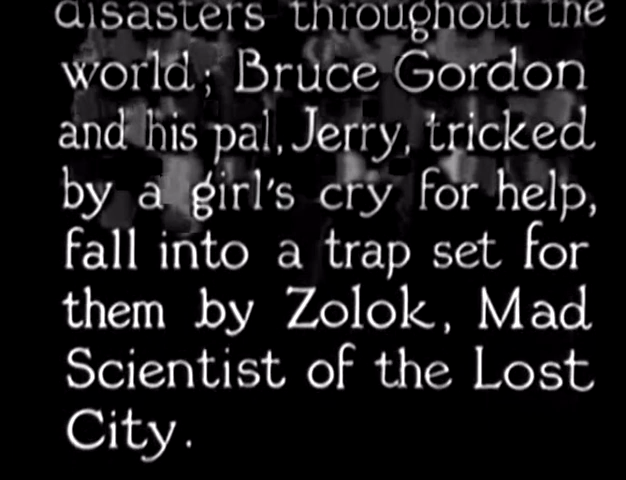 disasters throughout the
world; Bruce Gordon
and his pal, Jerry, tricked
by a girl's cry for help,
fall into a trap set for
them by Zolok, Mad
Scientist of the Lost
City.